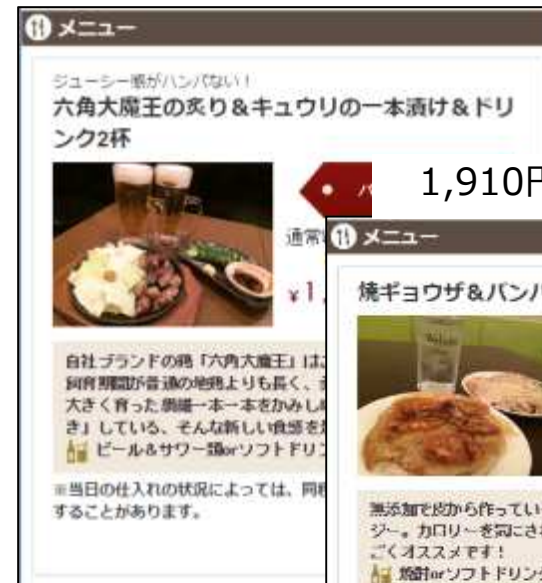 メニュー
ジューシー感がハンパない!
六角大魔王の炙り&キュウリの一本漬け&ドリ
ンク2杯
1,910円
通常
¥1,
自社ブランドの鶏「六角大魔王」は
飼育期間が普通の地鶏よりも長く、
大きく育った
一本一本をかみし
き」している、そんな新しい食感を
ビール&サワー類orソフトドリン
※当日の仕入れの状況によっては、同
することがあります。
メニュー
焼ギョウザ&バン
無添加で皮から作ってい
ジー。カロリーを気にさ
ごくオススメです!
焼酎orソフトドリンク